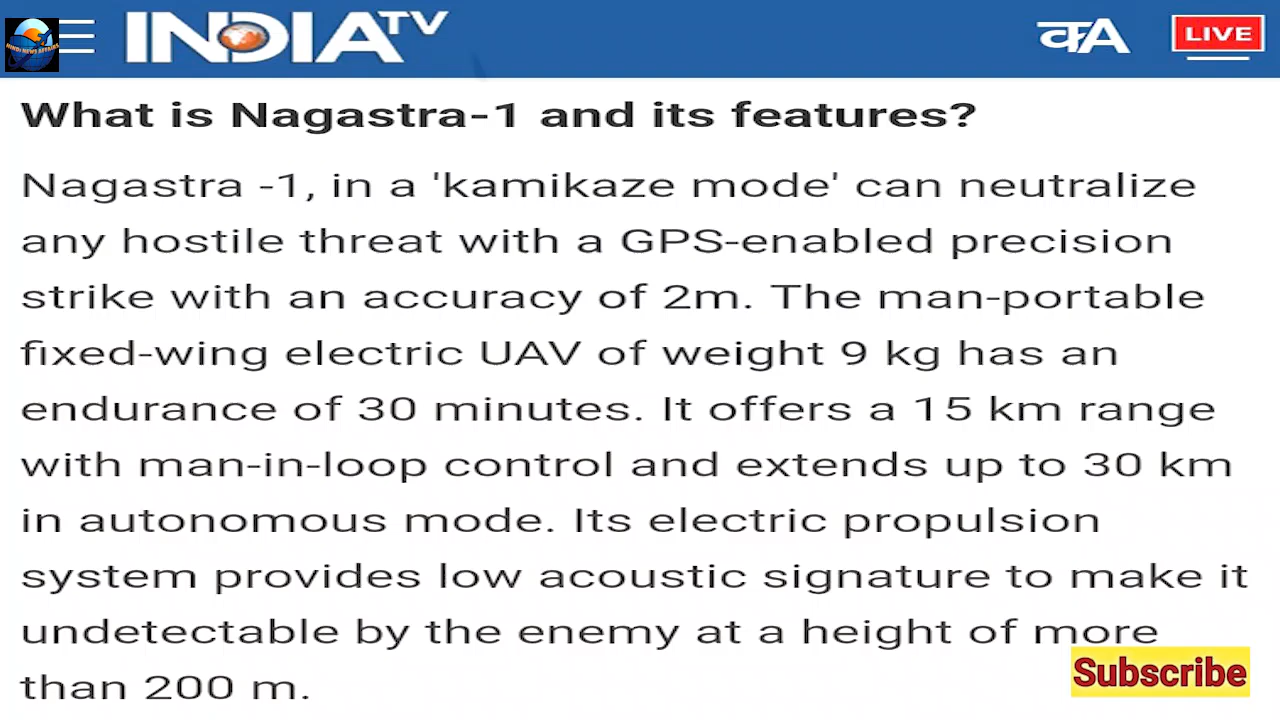 INDIA TV
कA
LIVE
HINDI NEWS AFFAIRS
What is Nagastra-1 and its features?
Nagastra -1, in a 'kamikaze mode' can neutralize
any hostile threat with a GPS-enabled precision
strike with an accuracy of 2m. The man-portable
fixed-wing electric UAV of weight 9 kg has an
endurance of 30 minutes. It offers a 15 km range
with man-in-loop control and extends up to 30 km
in autonomous mode. Its electric propulsion
system provides low acoustic signature to make it
undetectable by the enemy at a height of more
than 200 m.
Subscribe